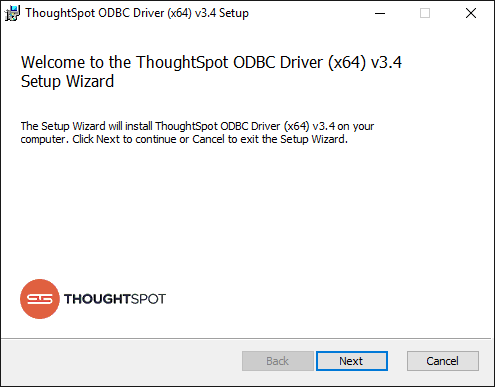 ThoughtSpot ODBC Driver (x64) v3.4 Setup
Welcome to the ThoughtSpot ODBC Driver (x64) v3.4
Setup Wizard
The Setup Wizard will install ThoughtSpot ODBC Driver (x64) v3.4 on your
computer. Click Next to continue or Cancel to exit the Setup Wizard.
THOUGHTSPOT
Back Next Cancel